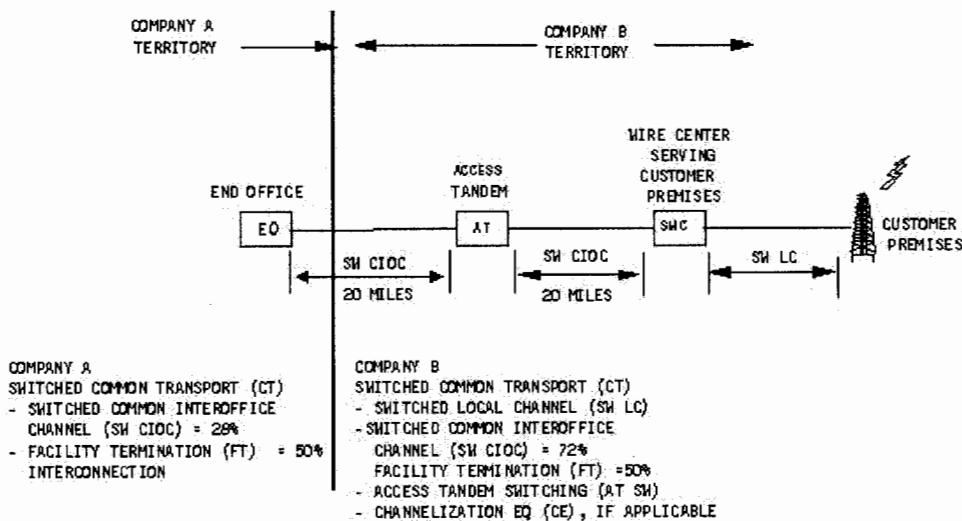 COMPANY A
TERRITORY
COMPANY B
TERRITORY
WIRE CENTER
SERVING
CUSTOMER
PREMISES
ACCESS
TANDEM
END OFFICE
EO
AT
SWC
CUSTOMER
PREMISES
SW CIOC
20 MILES
SW CIOC
20 MILES
SW LC
COMPANY A
SWITCHED COMMON TRANSPORT (CT)
- SWITCHED COMMON INTEROFFICE
CHANNEL (SW CIOC) = 28%
- FACILITY TERMINATION (FT) = 50%
INTERCONNECTION
COMPANY B
SWITCHED COMMON TRANSPORT (CT)
- SWITCHED LOCAL CHANNEL (SW LC)
-SWITCHED COMMON INTEROFFICE
CHANNEL (SW CIOC) = 72%
FACILITY TERMINATION (FT) =50%
- ACCESS TANDEM SWITCHING (AT SW)
- CHANNELIZATION EQ (CE), IF APPLICABLE